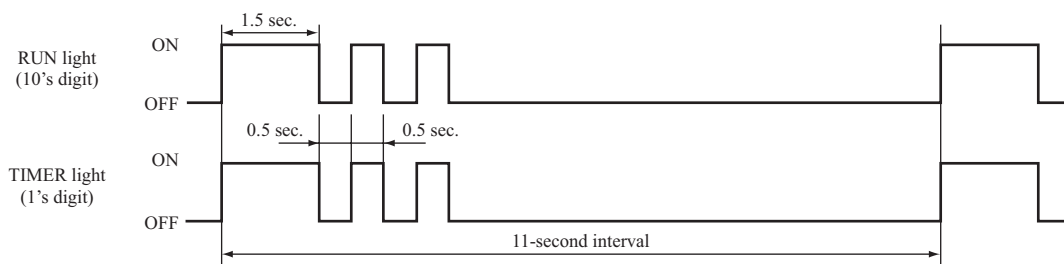 1.5 sec.
ON
RUN light
(10’s digit)
OFF
0.5 sec.
0.5 sec.
ON
TIMER light
(1’s digit)
OFF
11-second interval